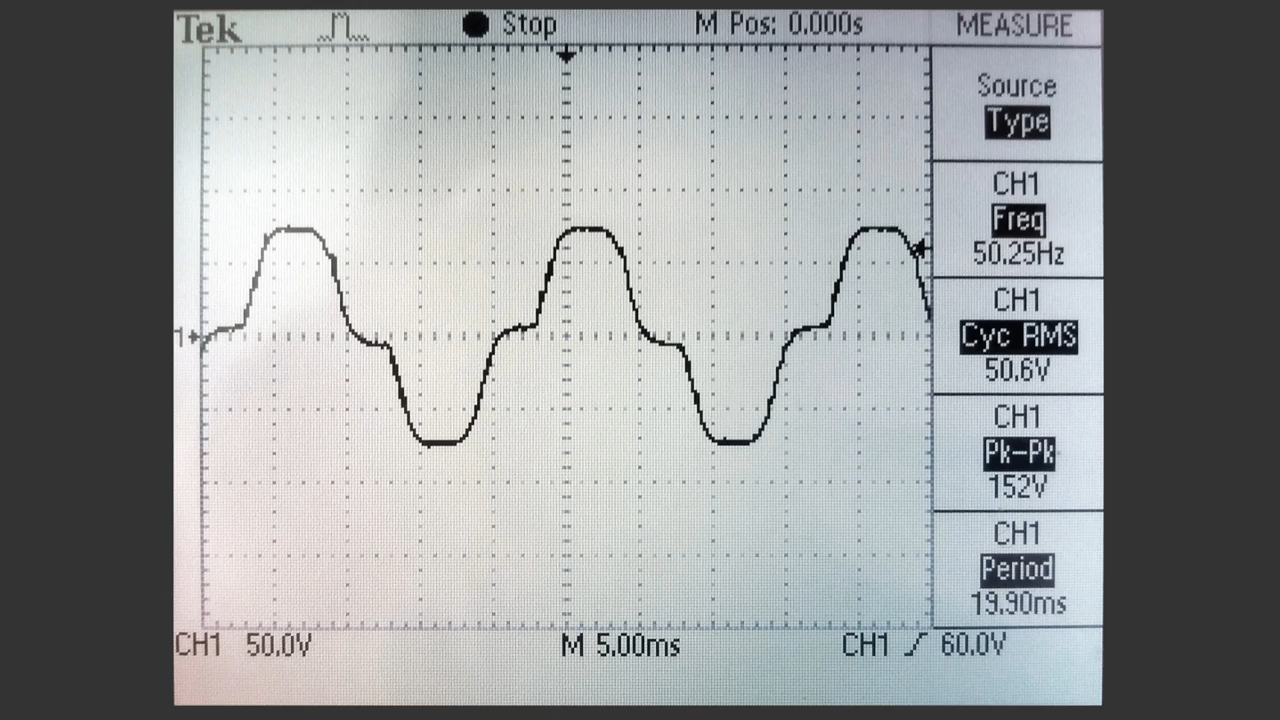 Tek Stop M Pos: 0.000s MEASURE
Source
Type
CH1
Freq
50.25Hz
CH1
Cyc RMS
50.6V
CH1
Pk-Pk
152V
CH1
Period
19.90ms
1
CH1 50.0V M 5.00ms CH1 60.0V